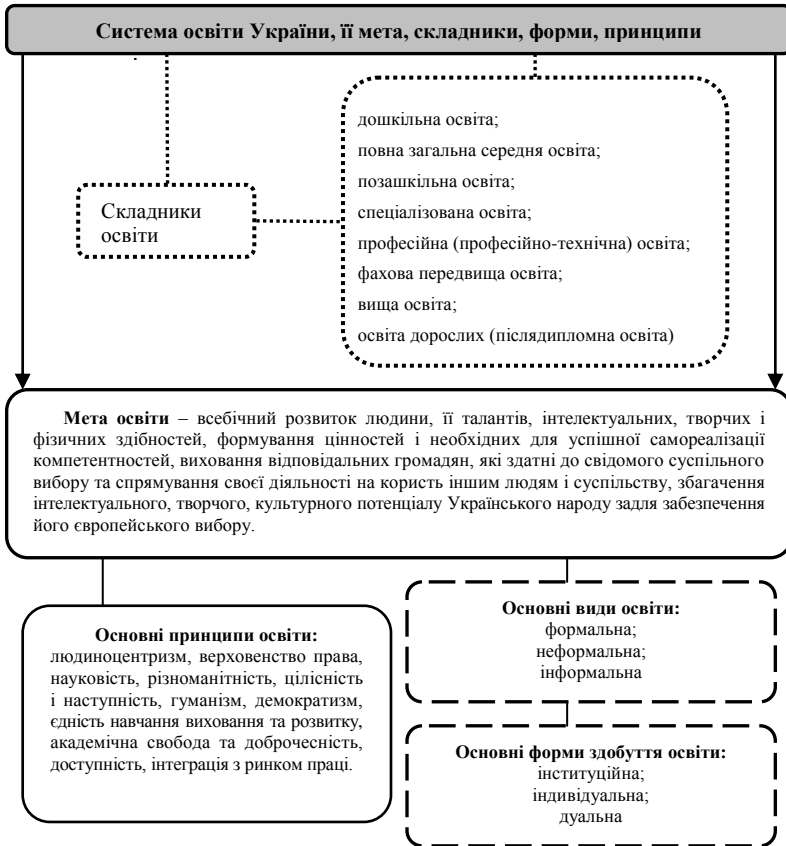 Система освіти України, її мета, складники, форми, принципи
дошкільна освіта;
повна загальна середня освіта;
позашкільна освіта;
спеціалізована освіта;
професійна (професійно-технічна) освіта;
фахова передвища освіта;
вища освіта;
освіта дорослих (післядипломна освіта)
Складники
освіти
Мета освіти – всебічний розвиток людини, її талантів, інтелектуальних, творчих і
фізичних здібностей, формування цінностей і необхідних для успішної самореалізації
компетентностей, виховання відповідальних громадян, які здатні до свідомого суспільного
вибору та спрямування своєї діяльності на користь іншим людям і суспільству, збагачення
інтелектуального, творчого, культурного потенціалу Українського народу задля забезпечення
його європейського вибору.
Основні принципи освіти:
людиноцентризм, верховенство права,
науковість, різноманітність, цілісність
і наступність, гуманізм, демократизм,
єдність навчання виховання та розвитку,
академічна свобода та доброчесність,
доступність, інтеграція з ринком праці.
Основні види освіти:
формальна;
неформальна;
інформальна
Основні форми здобуття освіти:
інституційна;
індивідуальна;
дуальна